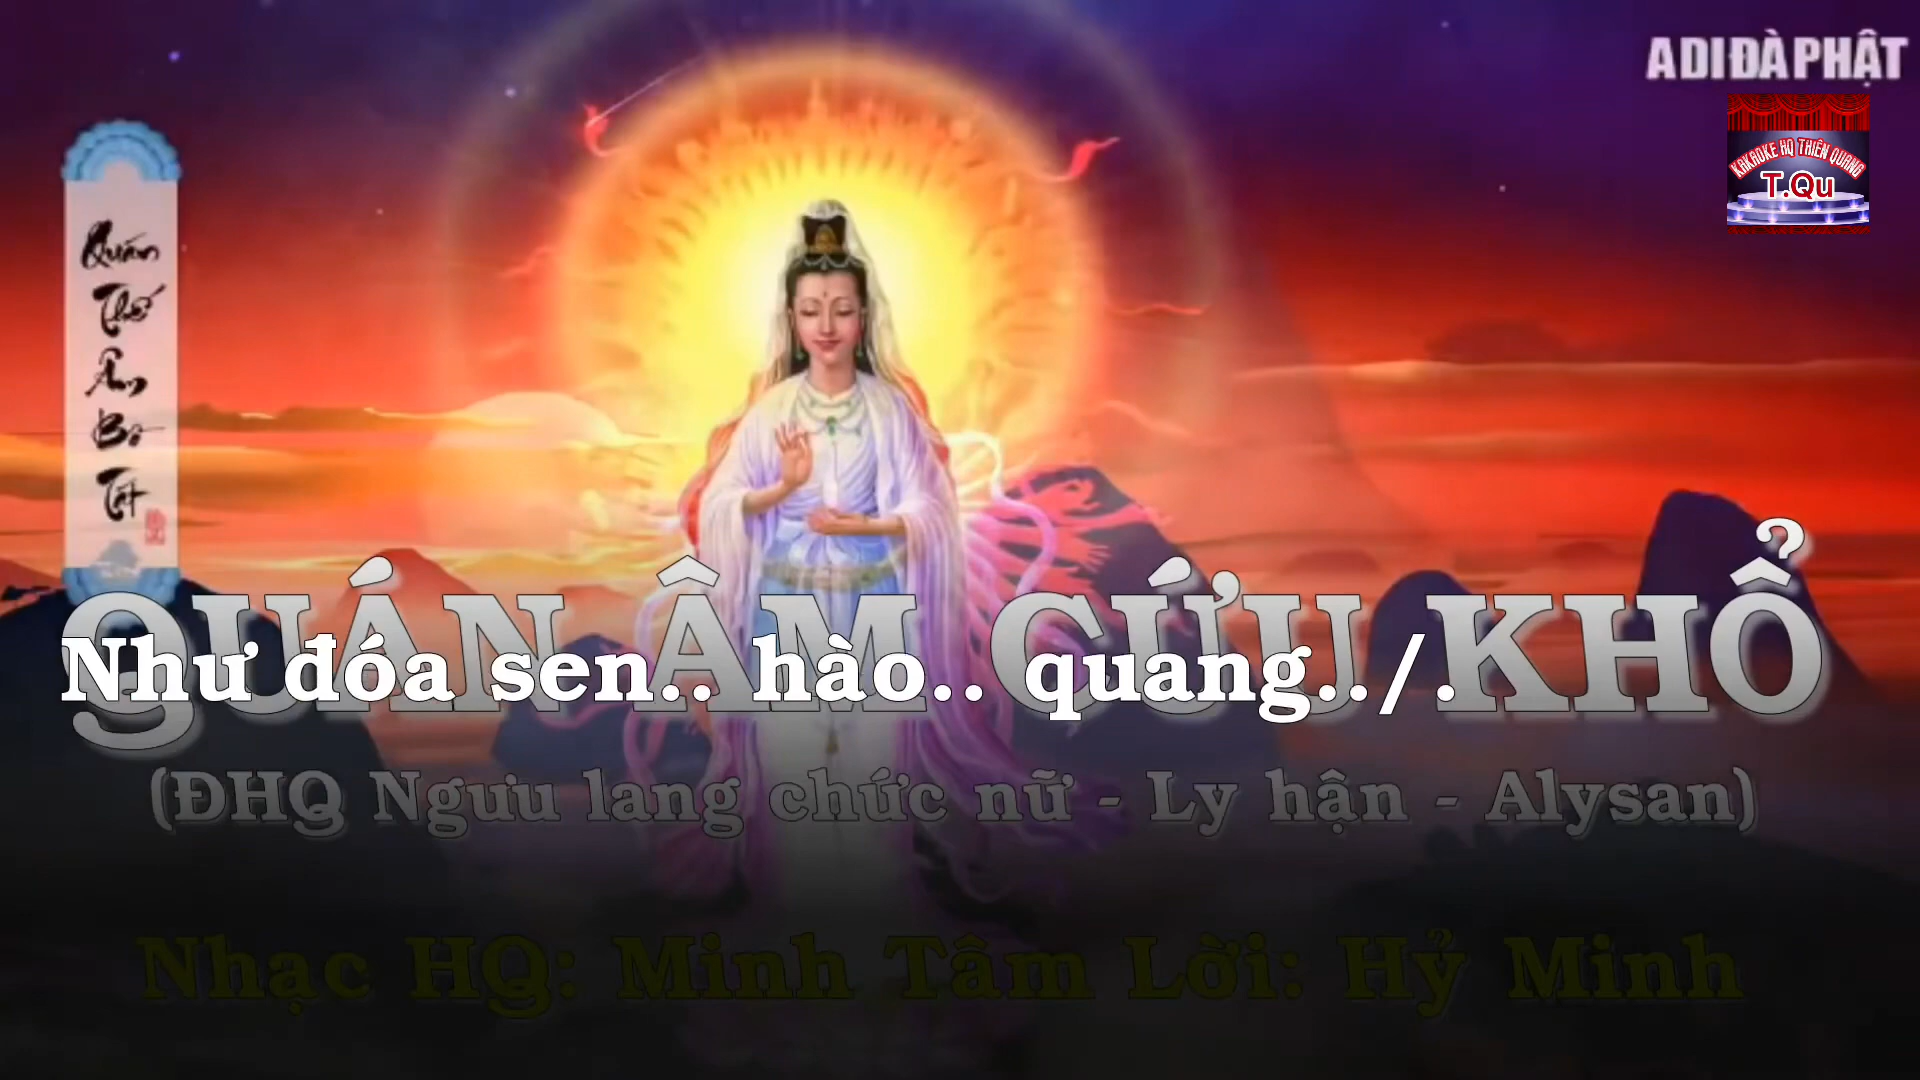 ADIĐÀPHẬT
KARAOKE HQ THIÊN QUANG
T.Qu
Quán
Thế
Âm
Bồ
Tát
QUÁN ÂM CỨU KHỔ
Như đóa sen.. hào.. quang../.
(ĐHQ Ngưu lang chức nữ - Ly hận - Alysan)
Nhạc HQ: Minh Tâm Lời: Hỷ Minh